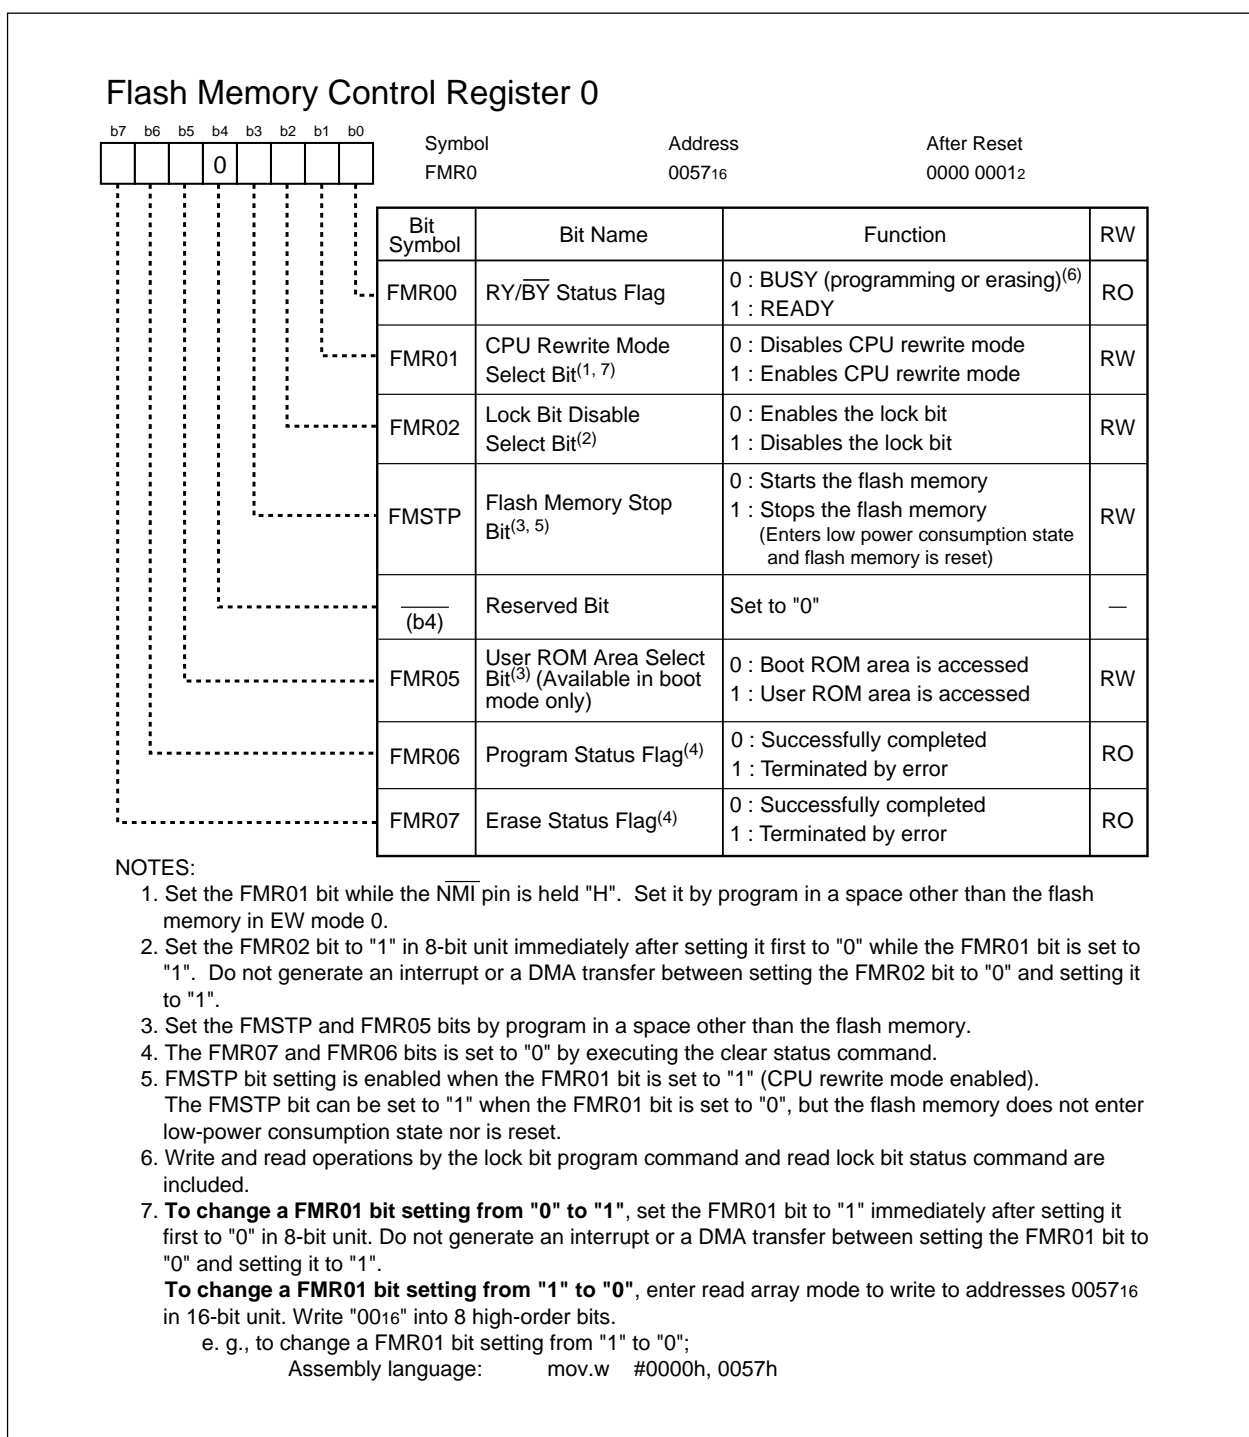 Flash Memory Control Register 0
b7 b6 b5 b4 b3 b2 b1 b0
0
Symbol Address After Reset
FMR0 005716 0000 00012
Bit Symbol Bit Name Function RW
FMR00 RY/BY Status Flag 0 : BUSY (programming or erasing)(6) RO
1 : READY
FMR01 CPU Rewrite Mode 0 : Disables CPU rewrite mode RW
Select Bit(1, 7) 1 : Enables CPU rewrite mode
FMR02 Lock Bit Disable 0 : Enables the lock bit RW
Select Bit(2) 1 : Disables the lock bit
FMSTP Flash Memory Stop 0 : Starts the flash memory RW
Bit(3, 5) 1 : Stops the flash memory
(Enters low power consumption state
and flash memory is reset)
(b4) Reserved Bit Set to "0" —
FMR05 User ROM Area Select 0 : Boot ROM area is accessed RW
Bit(3) (Available in boot 1 : User ROM area is accessed
mode only)
FMR06 Program Status Flag(4) 0 : Successfully completed RO
1 : Terminated by error
FMR07 Erase Status Flag(4) 0 : Successfully completed RO
1 : Terminated by error
NOTES:
1. Set the FMR01 bit while the NMI pin is held "H". Set it by program in a space other than the flash
memory in EW mode 0.
2. Set the FMR02 bit to "1" in 8-bit unit immediately after setting it first to "0" while the FMR01 bit is set to
"1". Do not generate an interrupt or a DMA transfer between setting the FMR02 bit to "0" and setting it
to "1".
3. Set the FMSTP and FMR05 bits by program in a space other than the flash memory.
4. The FMR07 and FMR06 bits is set to "0" by executing the clear status command.
5. FMSTP bit setting is enabled when the FMR01 bit is set to "1" (CPU rewrite mode enabled).
The FMSTP bit can be set to "1" when the FMR01 bit is set to "0", but the flash memory does not enter
low-power consumption state nor is reset.
6. Write and read operations by the lock bit program command and read lock bit status command are
included.
7. To change a FMR01 bit setting from "0" to "1", set the FMR01 bit to "1" immediately after setting it
first to "0" in 8-bit unit. Do not generate an interrupt or a DMA transfer between setting the FMR01 bit to
"0" and setting it to "1".
To change a FMR01 bit setting from "1" to "0", enter read array mode to write to addresses 005716
in 16-bit unit. Write "0016" into 8 high-order bits.
e. g., to change a FMR01 bit setting from "1" to "0";
Assembly language: mov.w #0000h, 0057h